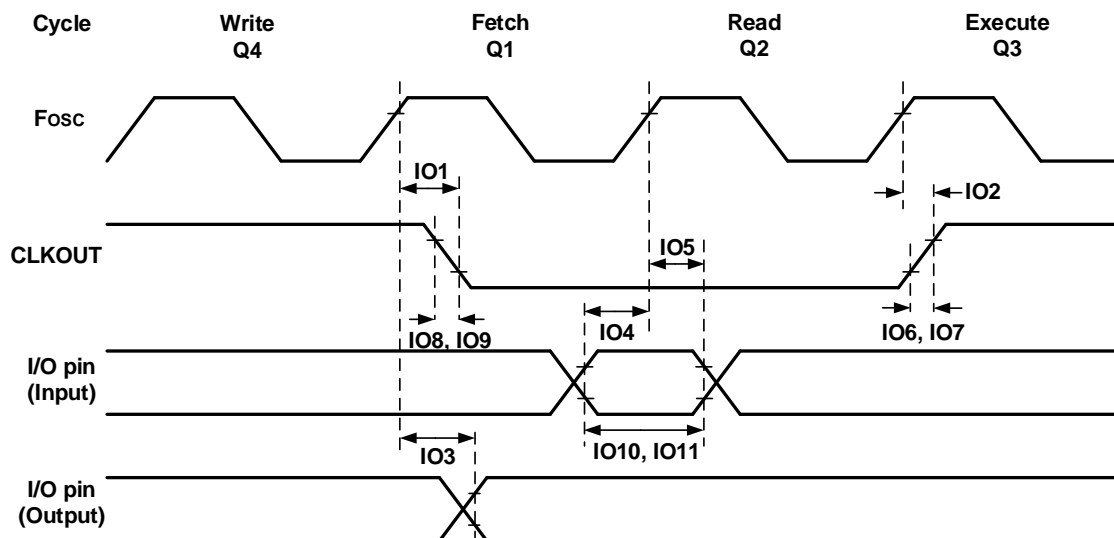 Cycle Write Fetch Read Execute
Q4 Q1 Q2 Q3
Fosc
IO1
IO2
CLKOUT
IO5
IO8, IO9
IO4
IO6, IO7
I/O pin
(Input)
IO10, IO11
IO3
I/O pin
(Output)